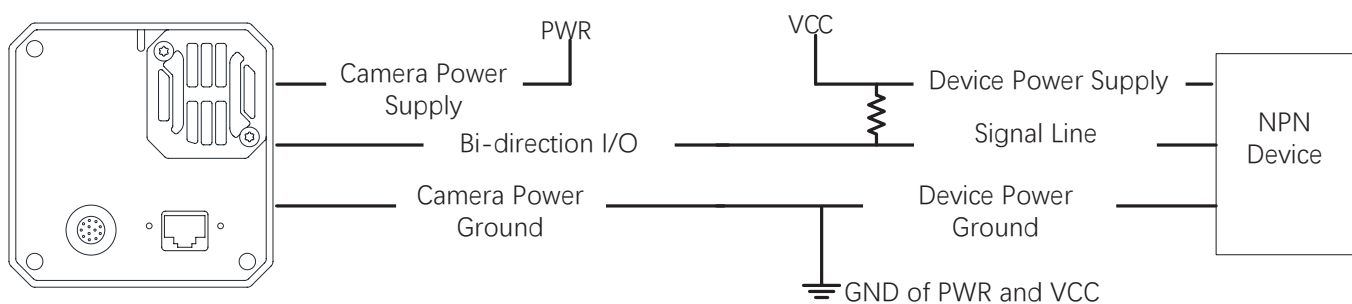 PWR
VCC
Camera Power
Supply
Device Power Supply
Bi-direction I/O
Signal Line
NPN
Device
Camera Power
Ground
Device Power
Ground
GND of PWR and VCC